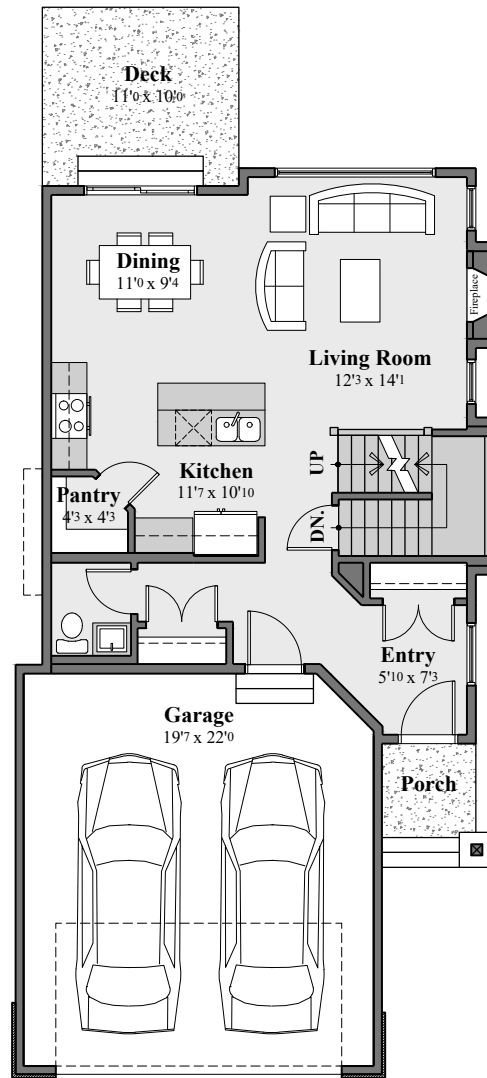 Deck
11'0 x 10'0
Dining
11'0 x 9'4
Fireplace
Living Room
12'3 x 14'1
UP
Kitchen
11'7 x 10'10
Pantry
4'3 x 4'3
DN.
Entry
5'10 x 7'3
Garage
19'7 x 22'0
Porch